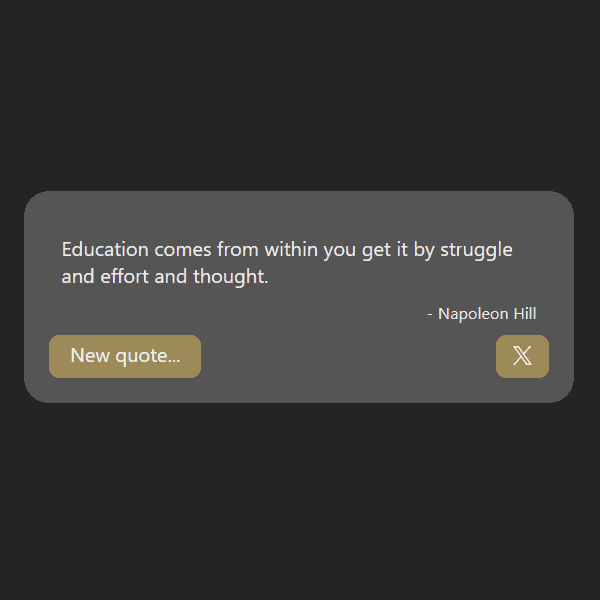 Education comes from within you get it by struggle
and effort and thought.
- Napoleon Hill
New quote...
𝕏